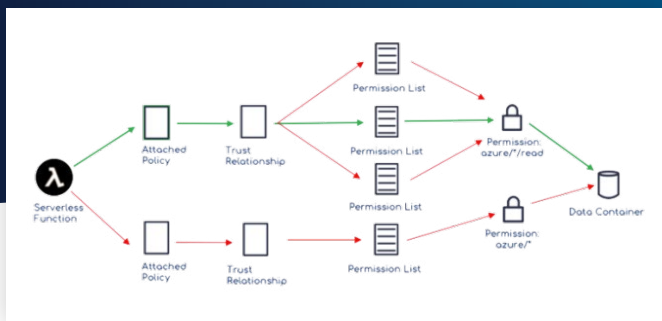 Permission List
Attached
Policy
Trust
Relationship
Permission List
Permission:
azure/*/read
Serverless
Function
Permission List
Data Container
Attached
Policy
Trust
Relationship
Permission List
Permission:
azure/*